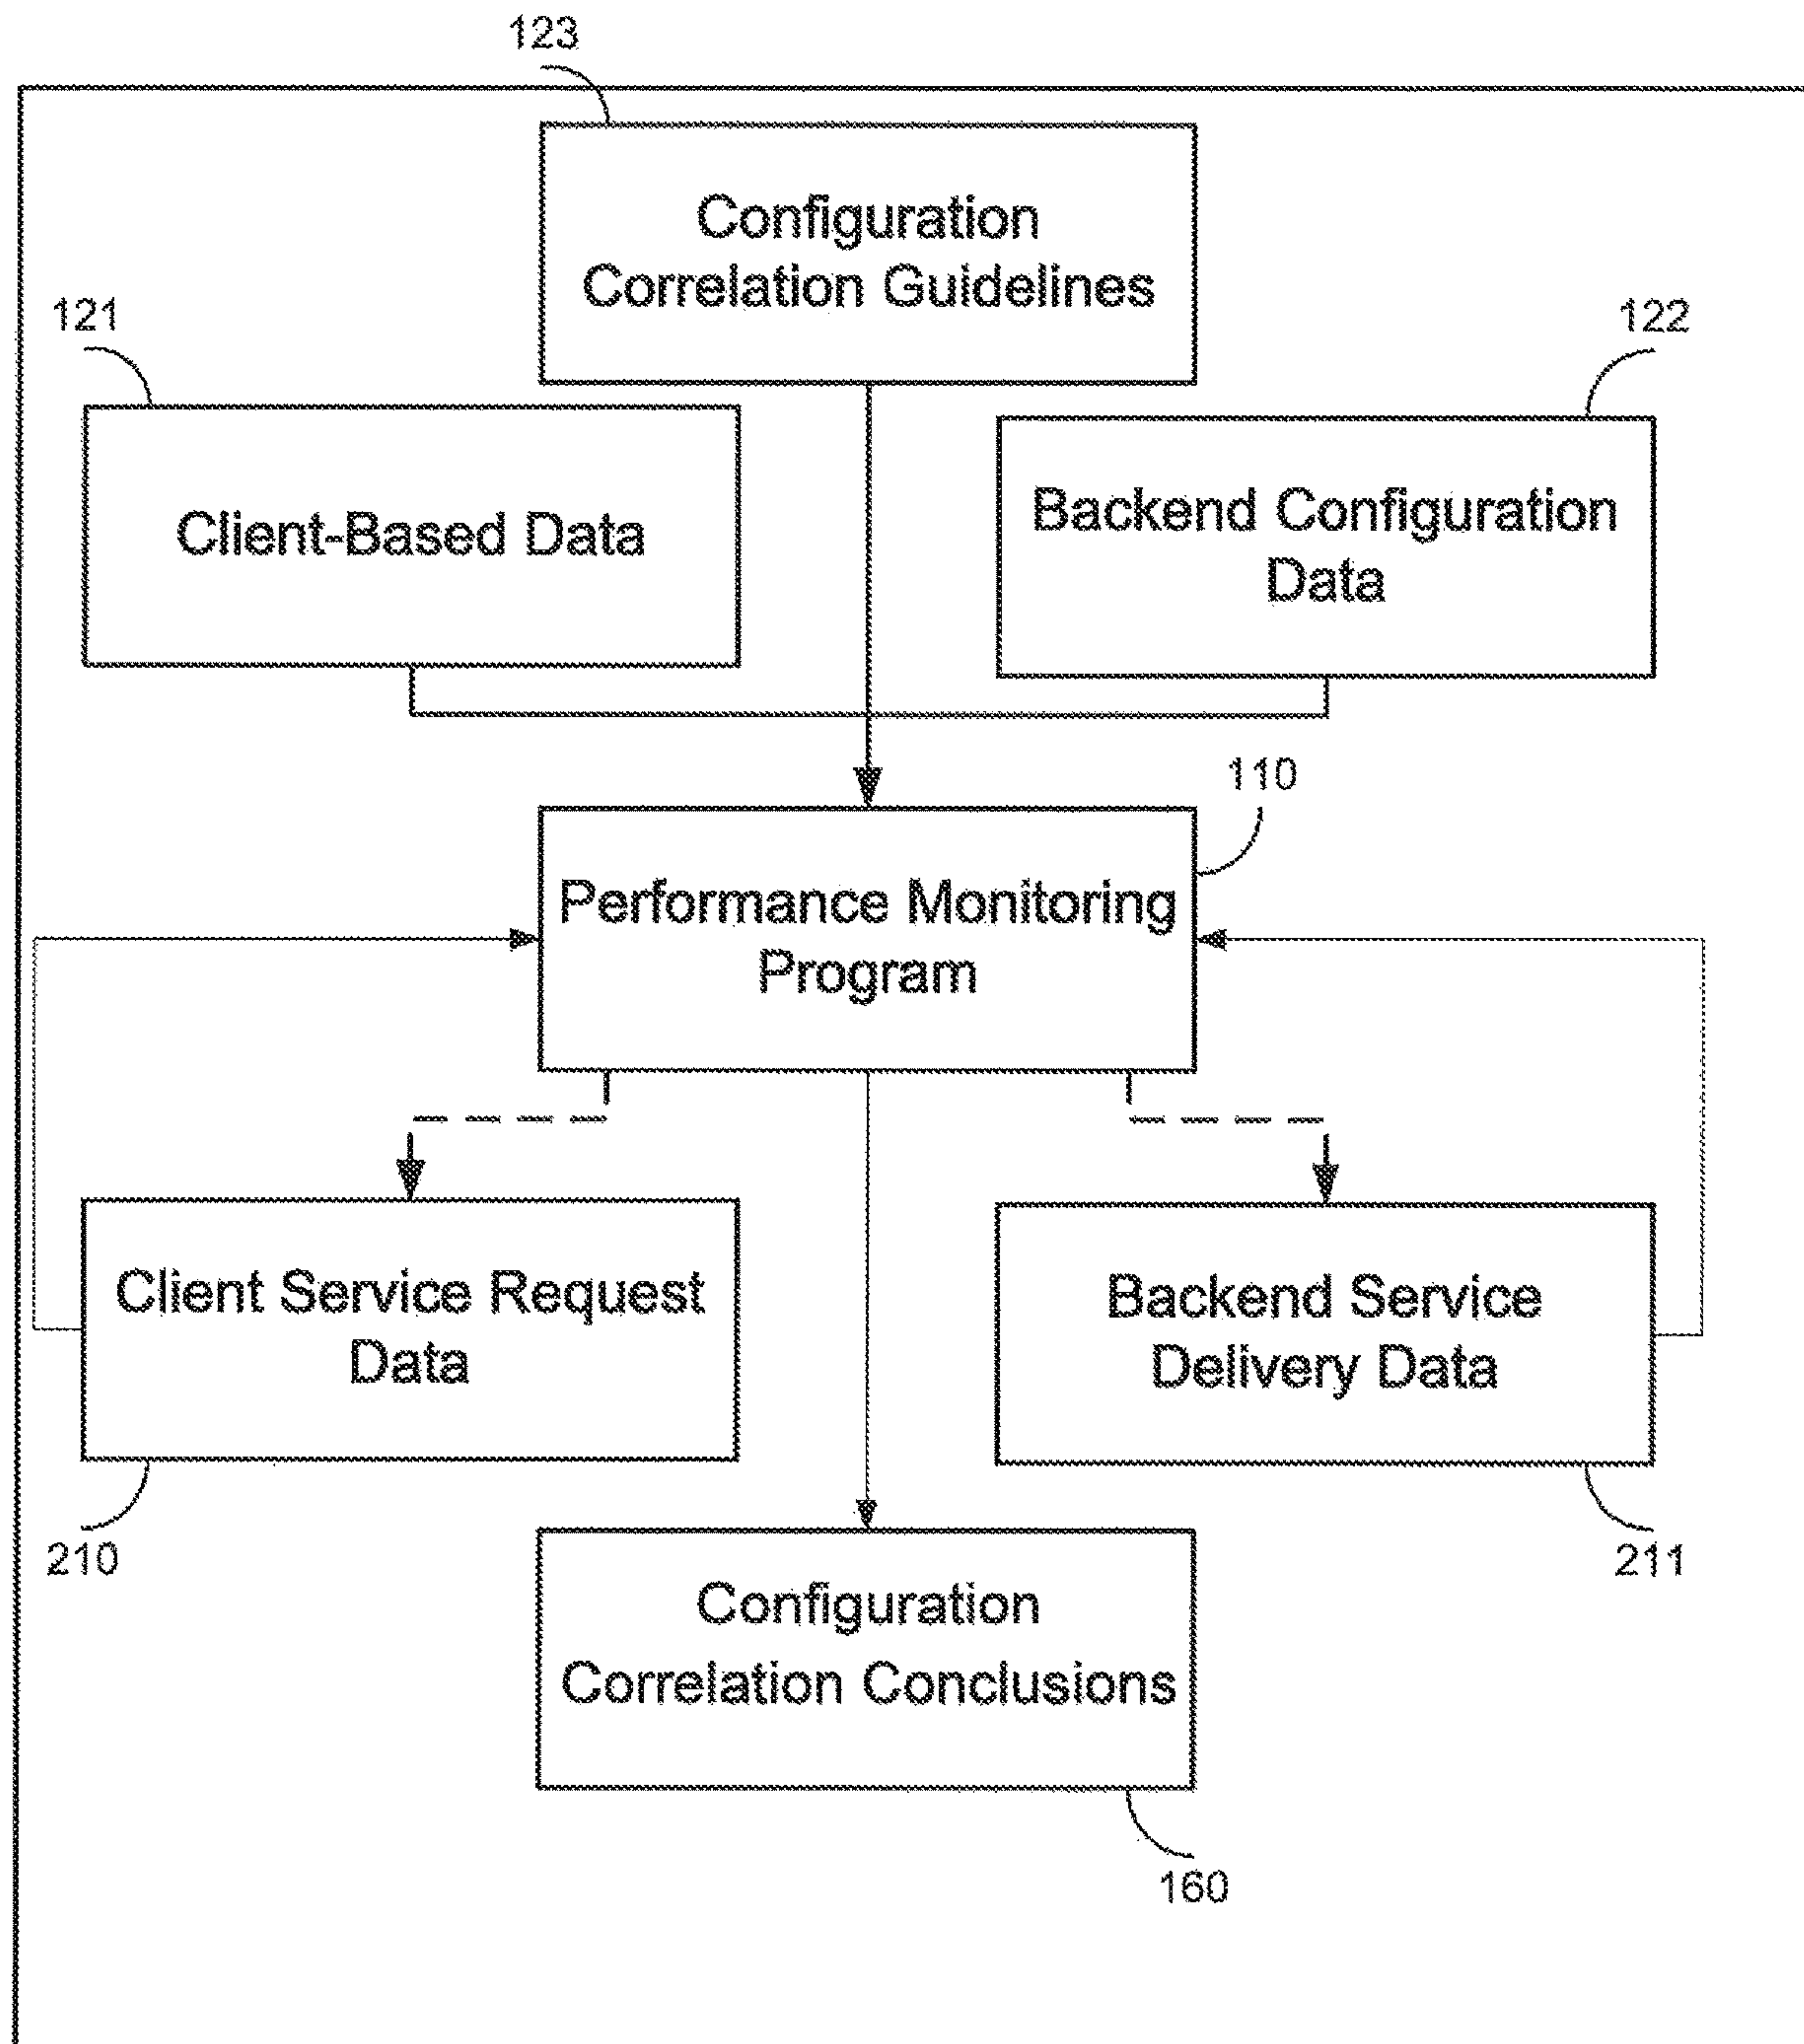 123
Configuration
Correlation Guidelines
121
122
Client-Based Data
Backend Configuration
Data
110
Performance Monitoring
Program
Client Service Request
Data
Backend Service
Delivery Data
210
211
Configuration
Correlation Conclusions
160